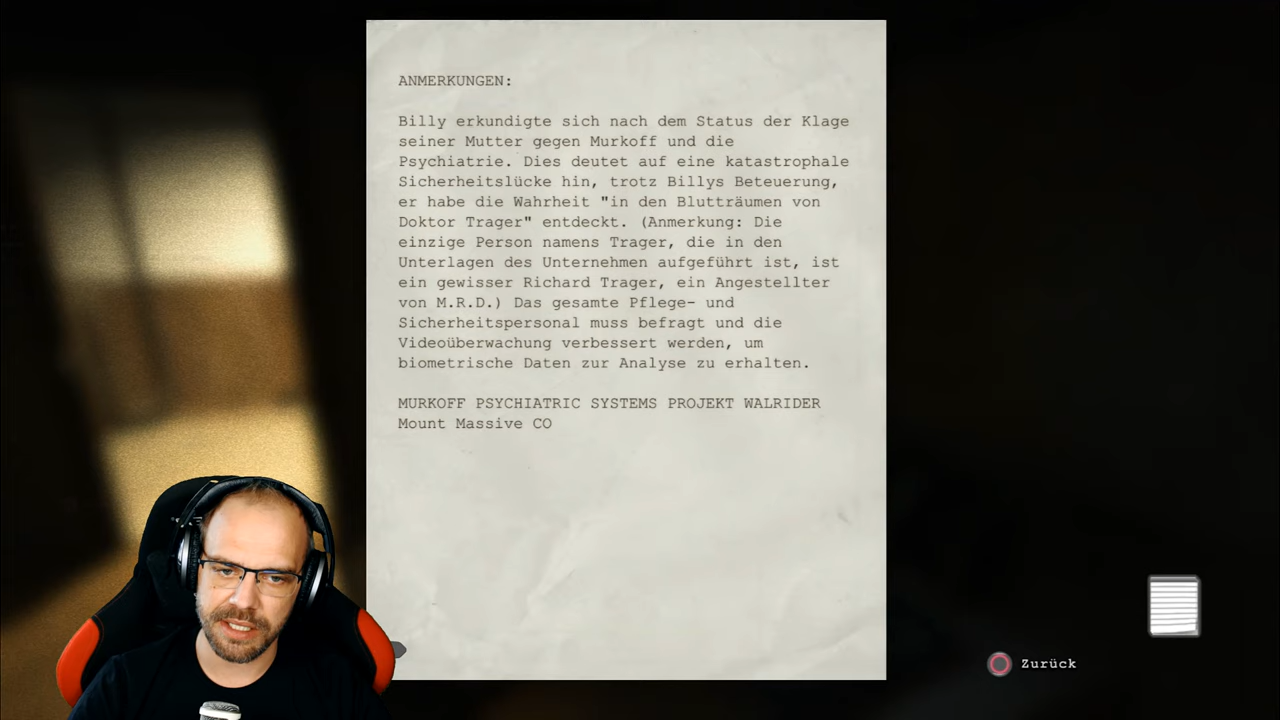 ANMERKUNGEN:
Billy erkundigte sich nach dem Status der Klage
seiner Mutter gegen Murkoff und die
Psychiatrie. Dies deutet auf eine katastrophale
Sicherheitslücke hin, trotz Billys Beteuerung,
er habe die Wahrheit "in den Blutträumen von
Doktor Trager" entdeckt. (Anmerkung: Die
einzige Person namens Trager, die in den
Unterlagen des Unternehmen aufgeführt ist, ist
ein gewisser Richard Trager, ein Angestellter
von M.R.D.) Das gesamte Pflege- und
Sicherheitspersonal muss befragt und die
Videoüberwachung verbessert werden, um
biometrische Daten zur Analyse zu erhalten.
MURKOFF PSYCHIATRIC SYSTEMS PROJEKT WALRIDER
Mount Massive CO
Zurück